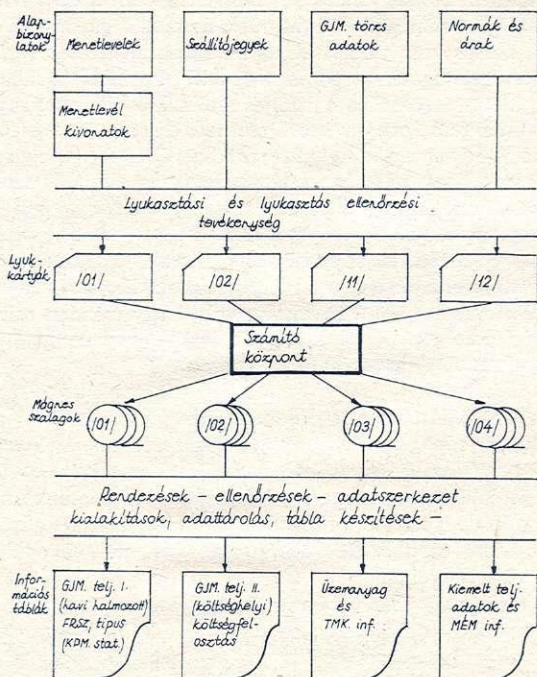 Alap-
bizony-
latok
Menetlevelek
Szállítójegyek
GJM. törzs
adatok
Normák és
árak
Menetlevél
kivonatok
Lyukasztási és lyukasztás ellenőrzési
tevékenység
Lyuk-
kártyák
/01/
/02/
/11/
/12/
Számító
központ
Mágnes
szalagok
/01/
/02/
/03/
/04/
Rendezések - ellenőrzések - adatszerkezet
kialakítások, adattárolás, tábla készítések -
Infor-
mációs
táblák
GJM. telj. I.
(havi halmozott)
FRSZ, típus
(KPM. stat.)
GJM. telj. II.
(költséghelyi)
költségfel-
osztás
Üzemanyag
és
TMK. inf.
Kiemelt telj.
adatok és
MÉM inf.